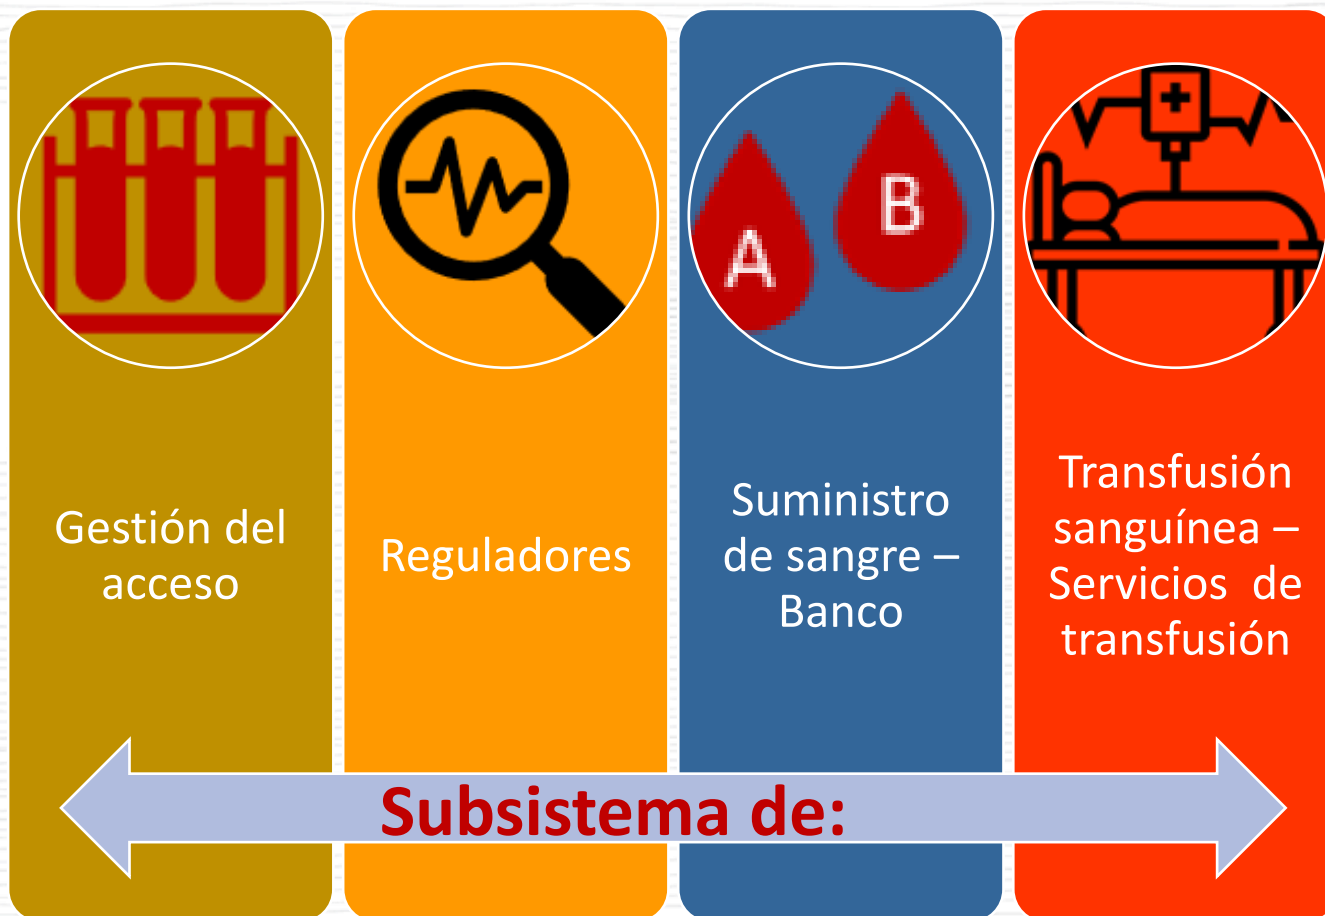 A
B
Gestión del
acceso
Reguladores
Suministro
de sangre –
Banco
Transfusión
sanguínea –
Servicios  de
transfusión
Subsistema de: